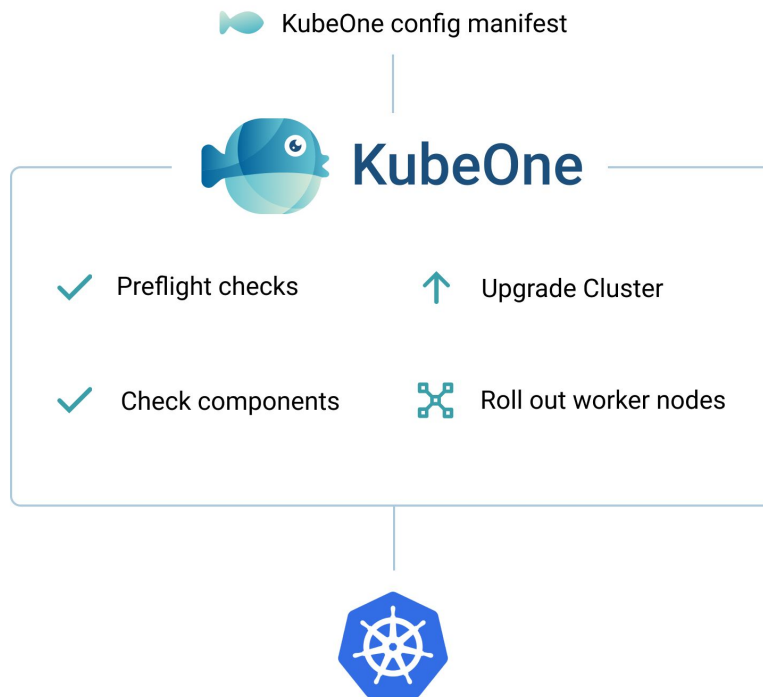 KubeOne config manifest
KubeOne
Preflight checks
Upgrade Cluster
Check components
Roll out worker nodes